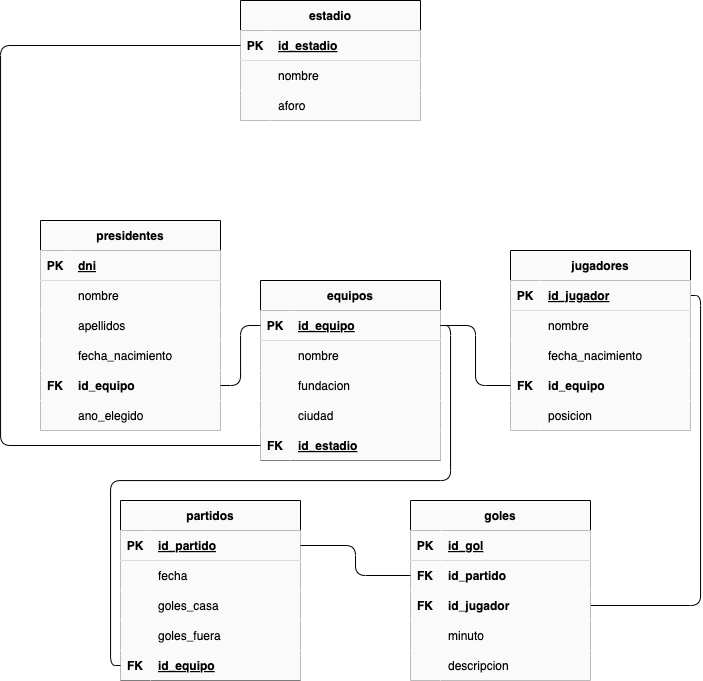 estadio
PK id_estadio
nombre
aforo
presidentes
PK dni
nombre
apellidos
fecha_nacimiento
FK id_equipo
ano_elegido
equipos
PK id_equipo
nombre
fundacion
ciudad
FK id_estadio
jugadores
PK id_jugador
nombre
fecha_nacimiento
FK id_equipo
posicion
partidos
PK id_partido
fecha
goles_casa
goles_fuera
FK id_equipo
goles
PK id_gol
FK id_partido
FK id_jugador
minuto
descripcion